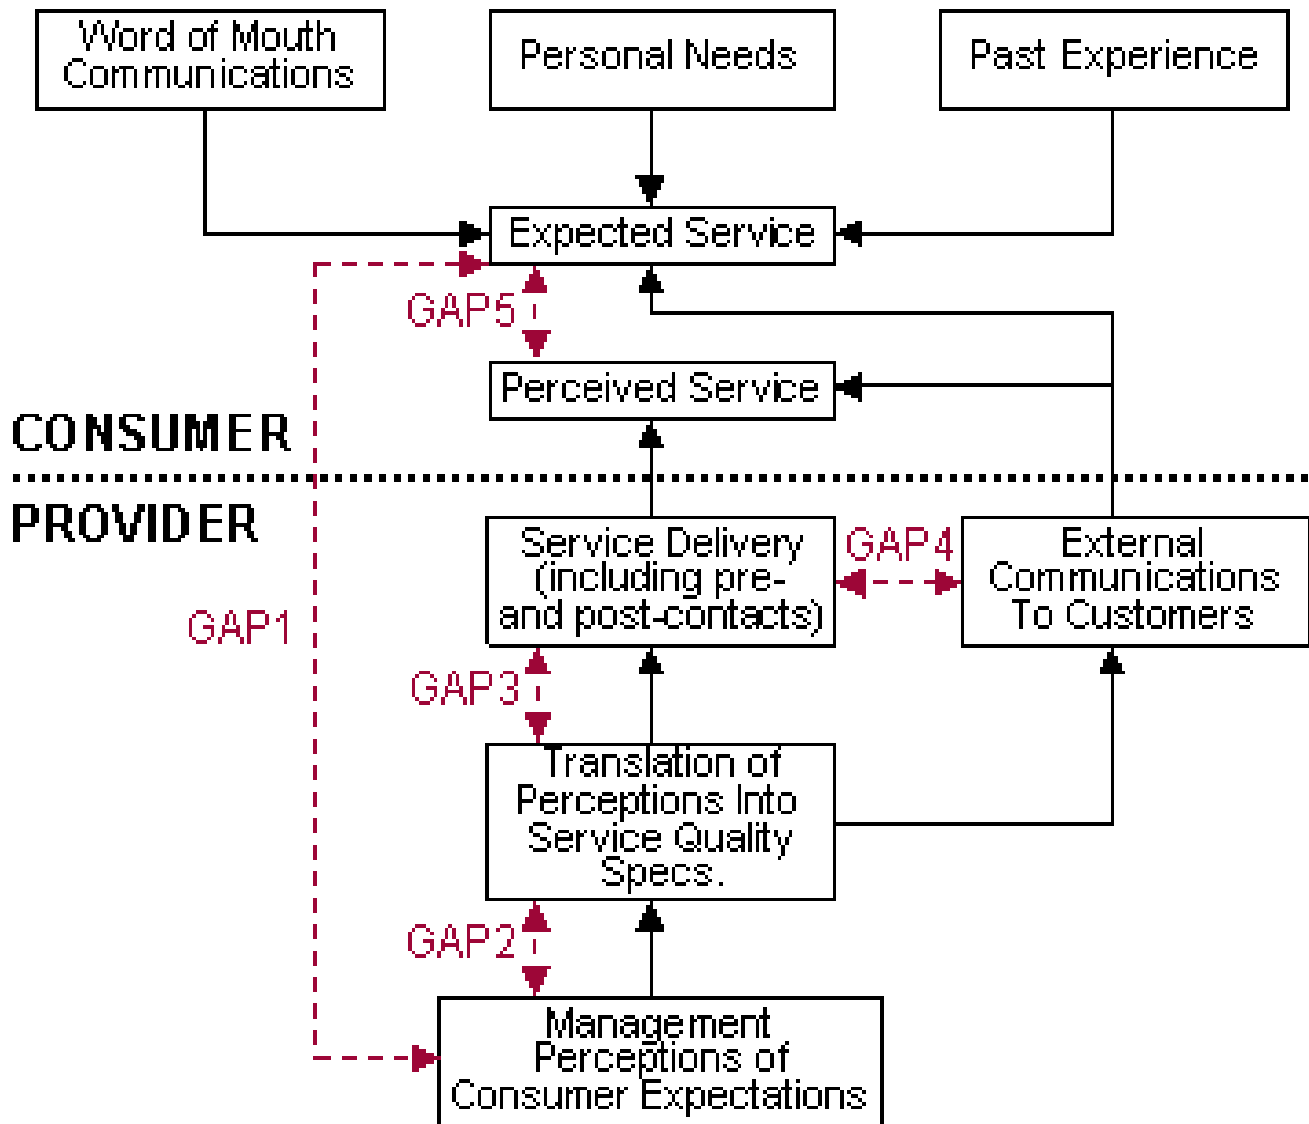 Word of Mouth
Communications
Personal Needs
Past Experience
Expected Service
GAP5
Perceived Service
CONSUMER
PROVIDER
Service Delivery
(including pre-
and post-contacts)
GAP4
External
Communications
To Customers
GAP1
GAP3
Translation of
Perceptions Into
Service Quality
Specs.
GAP2
Management
Perceptions of
Consumer Expectations